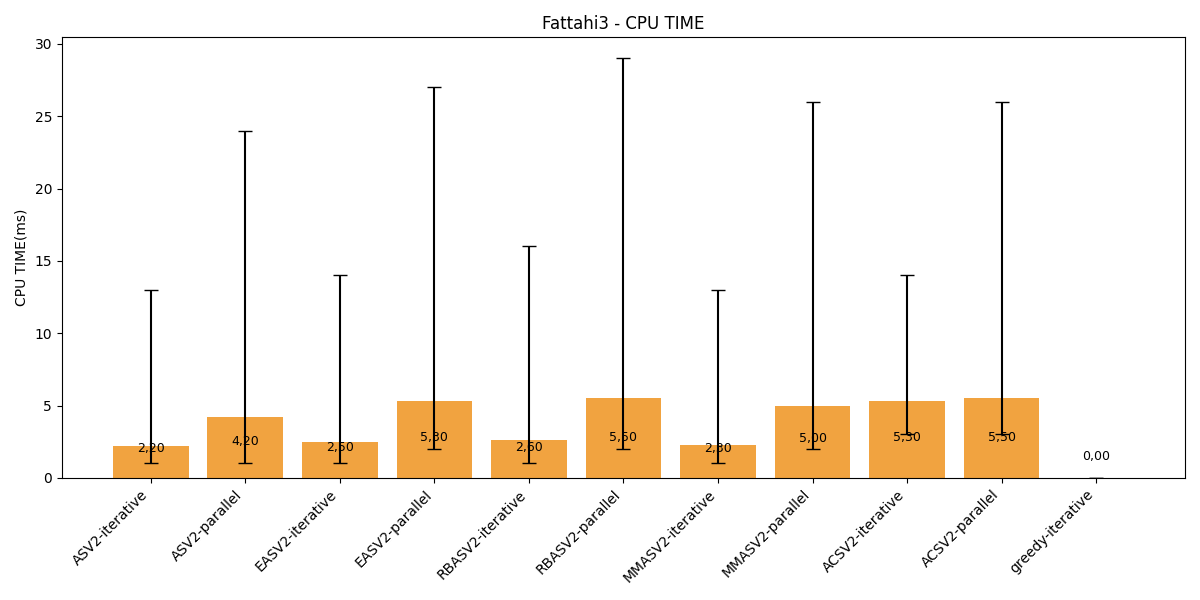 Fattahi3 - CPU TIME
CPU TIME(ms)
30
25
20
15
10
5
0
2,20
4,20
2,50
5,30
2,60
5,50
2,30
5,00
5,30
5,50
0,00
ASV2-iterative
ASV2-parallel
EASV2-iterative
EASV2-parallel
RBASV2-iterative
RBASV2-parallel
MMASV2-iterative
MMASV2-parallel
ACSV2-iterative
ACSV2-parallel
greedy-iterative